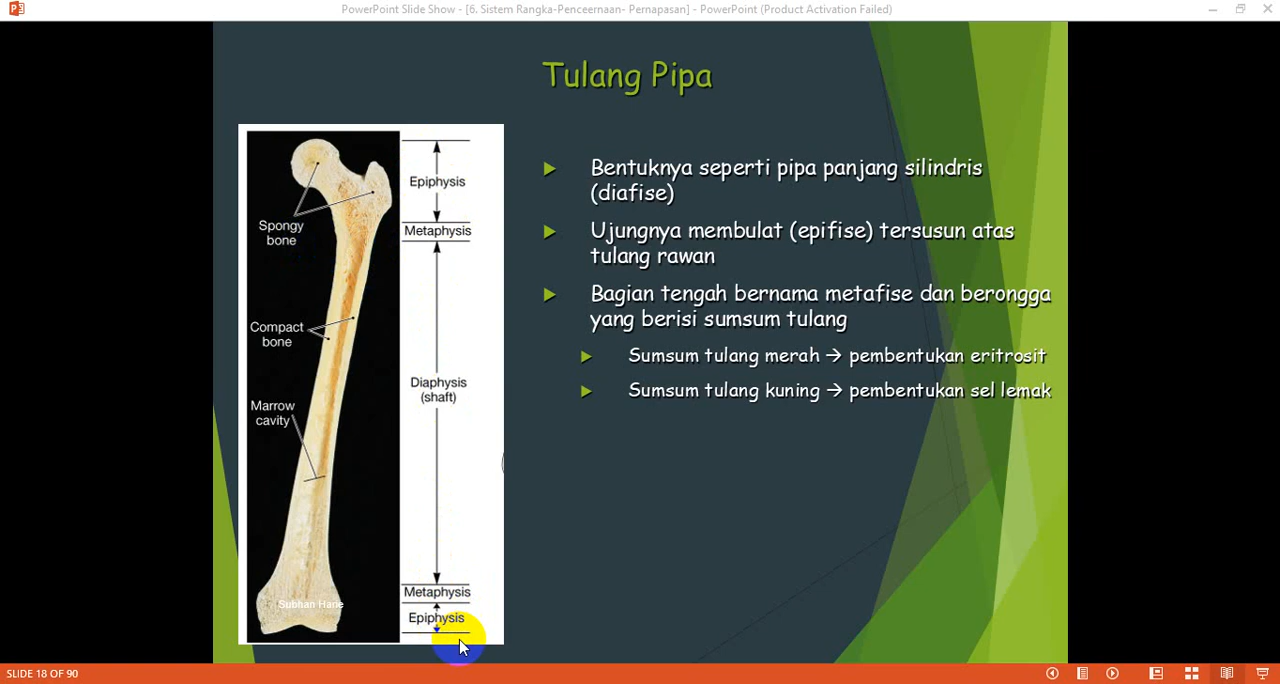 PowerPoint Slide Show - [6. Sistem Rangka-Penceernaan- Pernapasan] - PowerPoint (Product Activation Failed)
Tulang Pipa
Epiphysis
Spongy
bone
Metaphysis
Compact
bone
Diaphysis
(shaft)
Marrow
cavity
Metaphysis
Subhan Hane
Epiphysis
Bentuknya seperti pipa panjang silindris
(diafise)
Ujungnya membulat (epifise) tersusun atas
tulang rawan
Bagian tengah bernama metafise dan berongga
yang berisi sumsum tulang
Sumsum tulang merah → pembentukan eritrosit
Sumsum tulang kuning → pembentukan sel lemak
SLIDE 18 OF 90